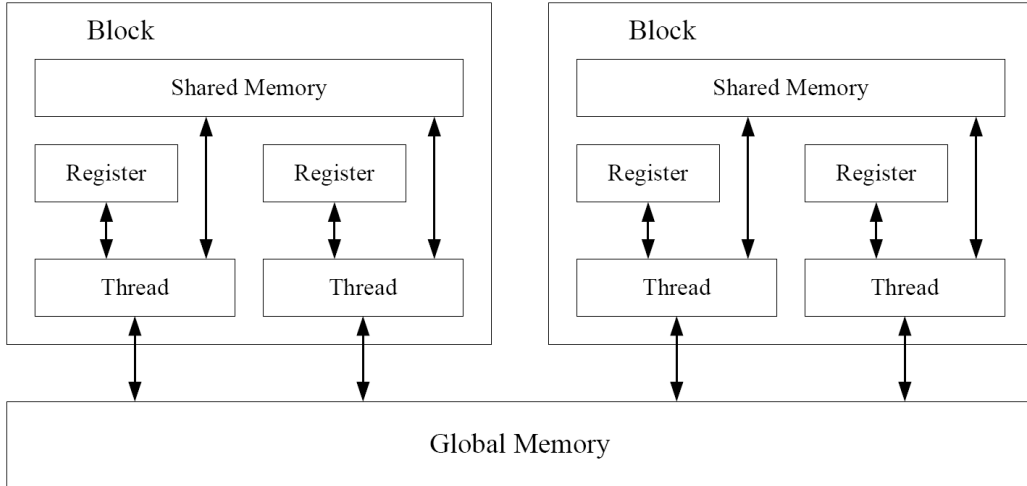 Block
Block
Shared Memory
Shared Memory
Register
Register
Register
Register
Thread
Thread
Thread
Thread
Global Memory